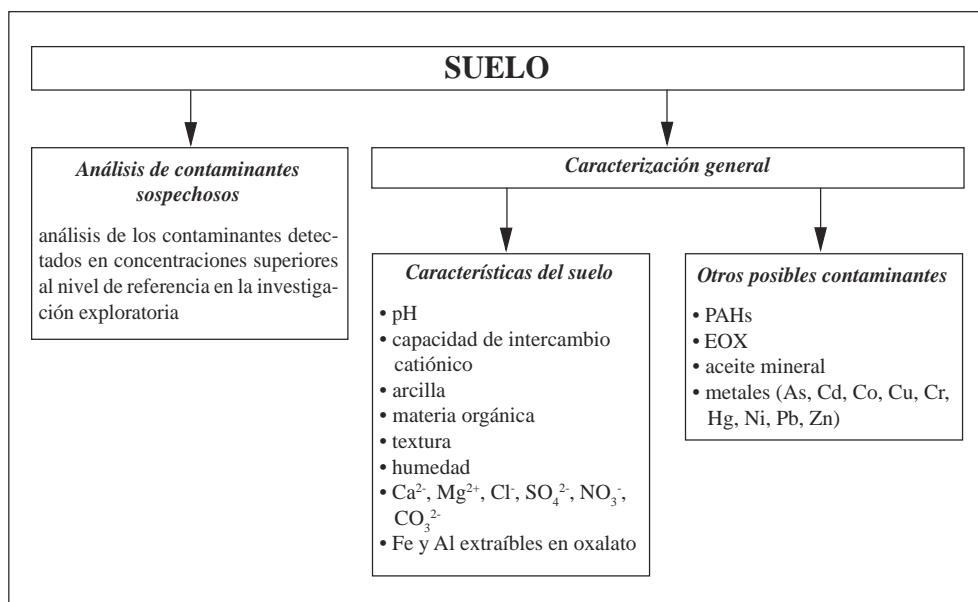 SUELO
Análisis de contaminantes
sospechosos
análisis de los contaminantes detec-
tados en concentraciones superiores
al nivel de referencia en la investiga-
ción exploratoria
Caracterización general
Características del suelo
• pH
• capacidad de intercambio
catiónico
• arcilla
• materia orgánica
• textura
• humedad
• Ca²⁻, Mg²⁺, Cl⁻, SO₄²⁻, NO₃⁻,
CO₃²⁻
• Fe y Al extraíbles en oxalato
Otros posibles contaminantes
• PAHs
• EOX
• aceite mineral
• metales (As, Cd, Co, Cu, Cr,
Hg, Ni, Pb, Zn)